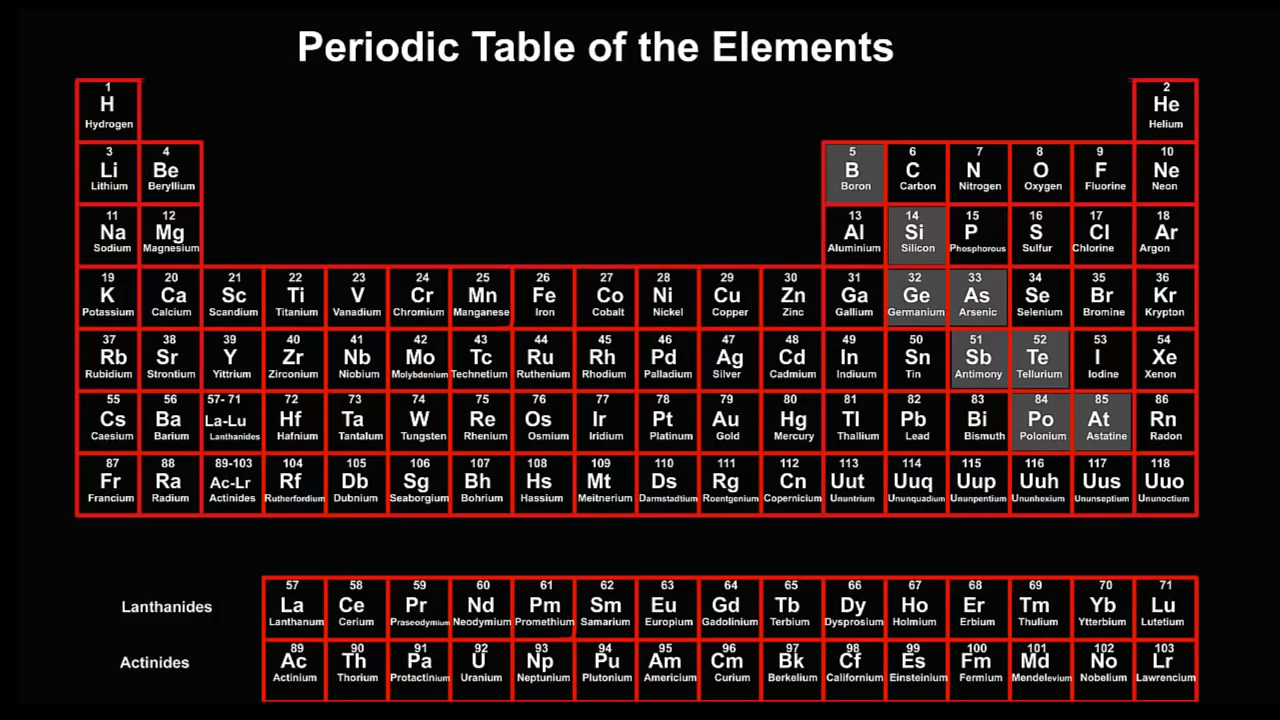 Periodic Table of the Elements
1 2
H He
Hydrogen Helium
3 4 5 6 7 8 9 10
Li Be B C N O F Ne
Lithium Beryllium Boron Carbon Nitrogen Oxygen Fluorine Neon
11 12 13 14 15 16 17 18
Na Mg Al Si P S Cl Ar
Sodium Magnesium Aluminium Silicon Phosphorous Sulfur Chlorine Argon
19 20 21 22 23 24 25 26 27 28 29 30 31 32 33 34 35 36
K Ca Sc Ti V Cr Mn Fe Co Ni Cu Zn Ga Ge As Se Br Kr
Potassium Calcium Scandium Titanium Vanadium Chromium Manganese Iron Cobalt Nickel Copper Zinc Gallium Germanium Arsenic Selenium Bromine Krypton
37 38 39 40 41 42 43 44 45 46 47 48 49 50 51 52 53 54
Rb Sr Y Zr Nb Mo Tc Ru Rh Pd Ag Cd In Sn Sb Te I Xe
Rubidium Strontium Yittrium Zirconium Niobium Molybdenium Technetium Ruthenium Rhodium Palladium Silver Cadmium Indiuum Tin Antimony Tellurium Iodine Xenon
55 56 57- 71 72 73 74 75 76 77 78 79 80 81 82 83 84 85 86
Cs Ba La-Lu Hf Ta W Re Os Ir Pt Au Hg Tl Pb Bi Po At Rn
Caesium Barium Lanthanides Hafnium Tantalum Tungsten Rhenium Osmium Iridium Platinum Gold Mercury Thallium Lead Bismuth Polonium Astatine Radon
87 88 89-103 104 105 106 107 108 109 110 111 112 113 114 115 116 117 118
Fr Ra Ac-Lr Rf Db Sg Bh Hs Mt Ds Rg Cn Uut Uuq Uup Uuh Uus Uuo
Francium Radium Actinides Rutherfordium Dubnium Seaborgium Bohrium Hassium Meitnerium Darmstadtium Roentgenium Copernicium Ununtrium Ununquadium Ununpentium Ununhexium Ununseptium Ununoctium
57 58 59 60 61 62 63 64 65 66 67 68 69 70 71
Lanthanides La Ce Pr Nd Pm Sm Eu Gd Tb Dy Ho Er Tm Yb Lu
Lanthanum Cerium Praseodymium Neodymium Promethium Samarium Europium Gadolinium Terbium Dysprosium Holmium Erbium Thulium Ytterbium Lutetium
89 90 91 92 93 94 95 96 97 98 99 100 101 102 103
Actinides Ac Th Pa U Np Pu Am Cm Bk Cf Es Fm Md No Lr
Actinium Thorium Protactinium Uranium Neptunium Plutonium Americium Curium Berkelium Californium Einsteinium Fermium Mendelevium Nobelium Lawrencium